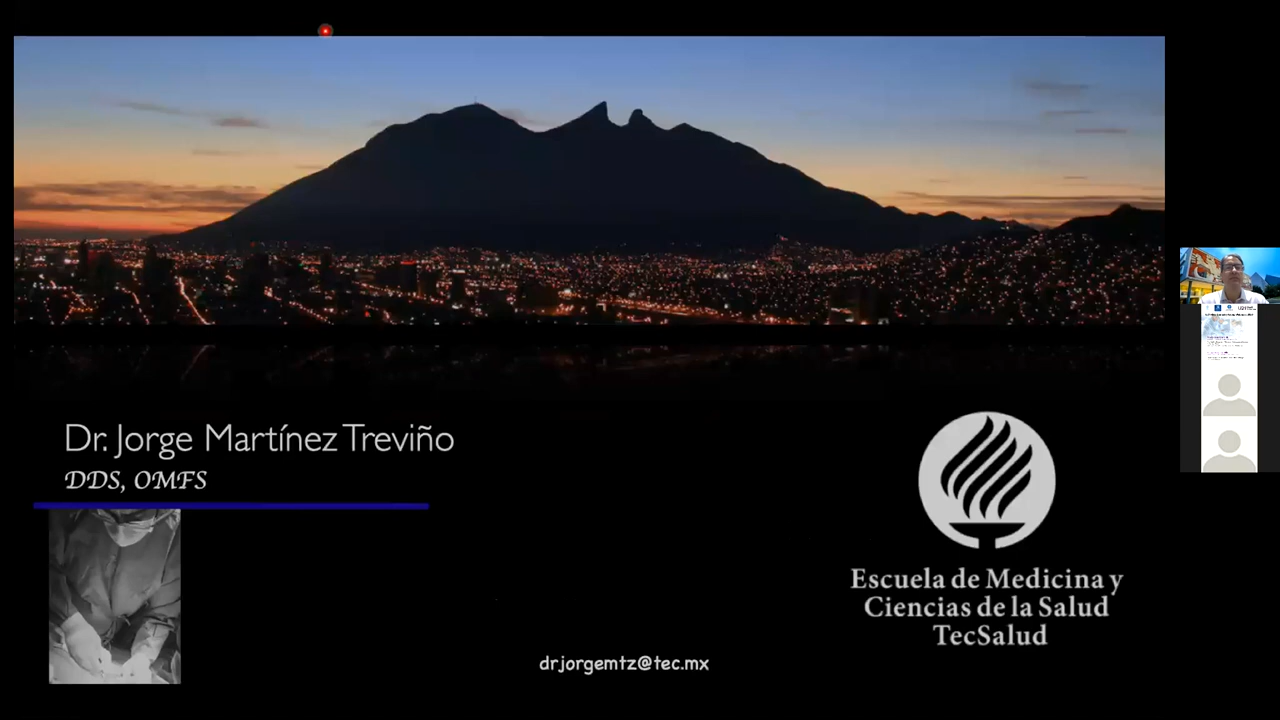 Dr. Jorge Martínez Treviño
DDS, OMFS
Escuela de Medicina y
Ciencias de la Salud
TecSalud
drjorgemtz@tec.mx